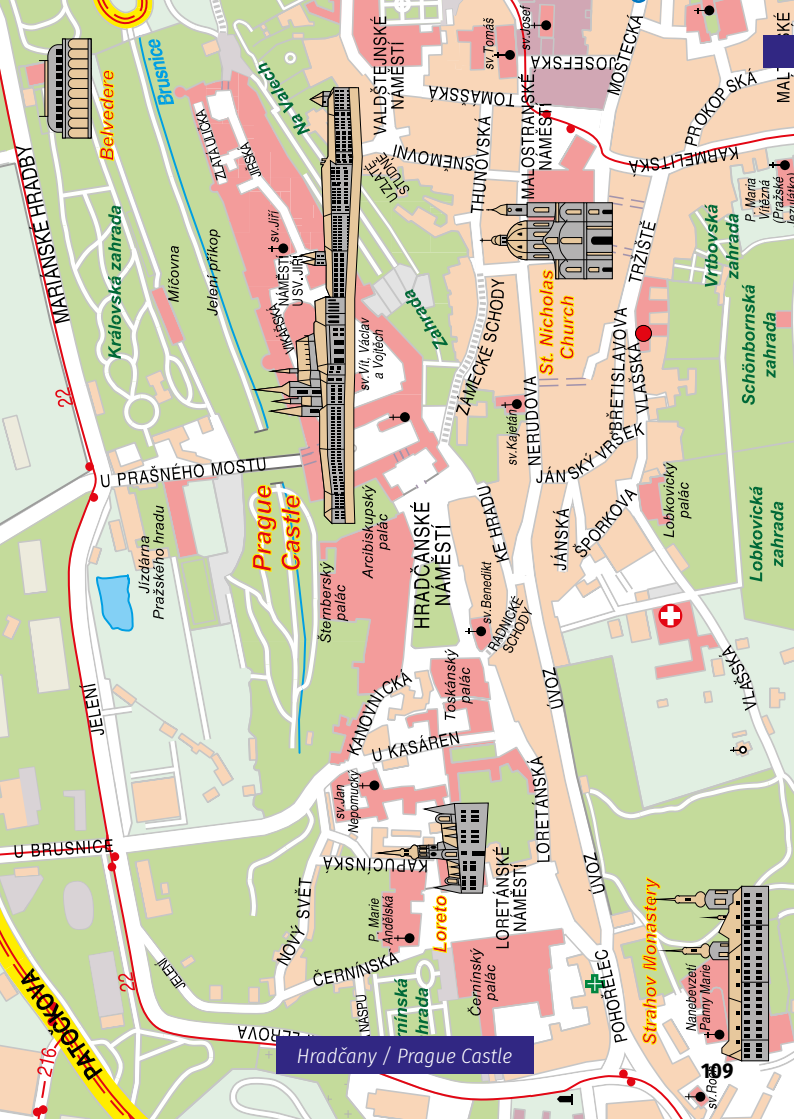 Brusnice
Belvedere
MARIÁNSKÉ HRADBY
Královská zahrada
Míčovna
Jelení příkop
ZLATÁ ULIČKA
JIŘSKÁ
Na Valech
sv.Jiří
NÁMĚSTÍ
U SV. JIŘÍ
VIKÁŘSKÁ
sv.Vít, Václav
a Vojtěch
Zahrada
VALDŠTEJNSKÉ
NÁMĚSTÍ
sv.Tomáš
sv.Josef
JOSEFSKÁ
MOSTECKÁ
TOMÁŠSKÁ
SNĚMOVNÍ
U ZLATÉ
STUDNĚ
THUNOVSKÁ
MALOSTRANSKÉ
NÁMĚSTÍ
PROKOPSKÁ
KARMELITSKÁ
P. Maria
Vítězná
(Pražské
Jezulátko)
TRŽIŠTĚ
Vrtbovská
zahrada
Schönbornská
zahrada
St. Nicholas
Church
ZÁMECKÉ SCHODY
NERUDOVA
sv.Kajetán
BŘETISLAVOVA
VLAŠSKÁ
JÁNSKÝ VRŠEK
JÁNSKÁ
ŠPORKOVA
Lobkovický
palác
Lobkovická
zahrada
22
U PRAŠNÉHO MOSTU
Prague
Castle
Jízdárna
Pražského hradu
Arcibiskupský
palác
Šternberský
palác
HRADČANSKÉ
NÁMĚSTÍ
KE HRADU
sv.Benedikt
RADNICKÉ
SCHODY
Toskánský
palác
KANOVNICKÁ
U KASÁREN
ÚVOZ
VLAŠSKÁ
JELENÍ
sv.Jan
Nepomucký
LORETÁNSKÁ
U BRUSNICE
KAPUCÍNSKÁ
NOVÝ SVĚT
P. Marie
Andělská
Loreto
LORETÁNSKÉ
NÁMĚSTÍ
ÚVOZ
ČERNÍNSKÁ
Černínský
palác
POHOŘELEC
Strahov Monastery
Nanebevzetí
Panny Marie
JELENÍ
22
PATOČKOVA
216
sv.Roch
Hradčany / Prague Castle
109